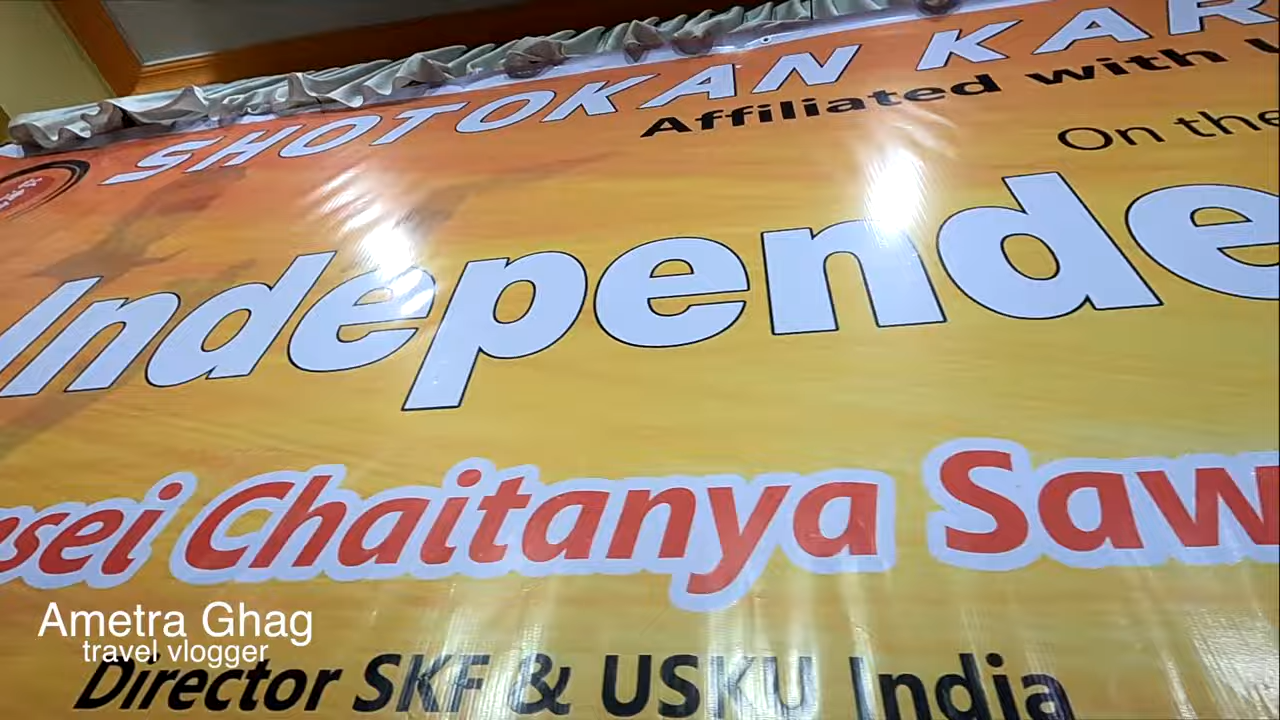 SHOTOKAN KAR
Affiliated with
On the
Independe
sei Chaitanya Saw
Ametra Ghag
travel vlogger
Director SKF & USKU India